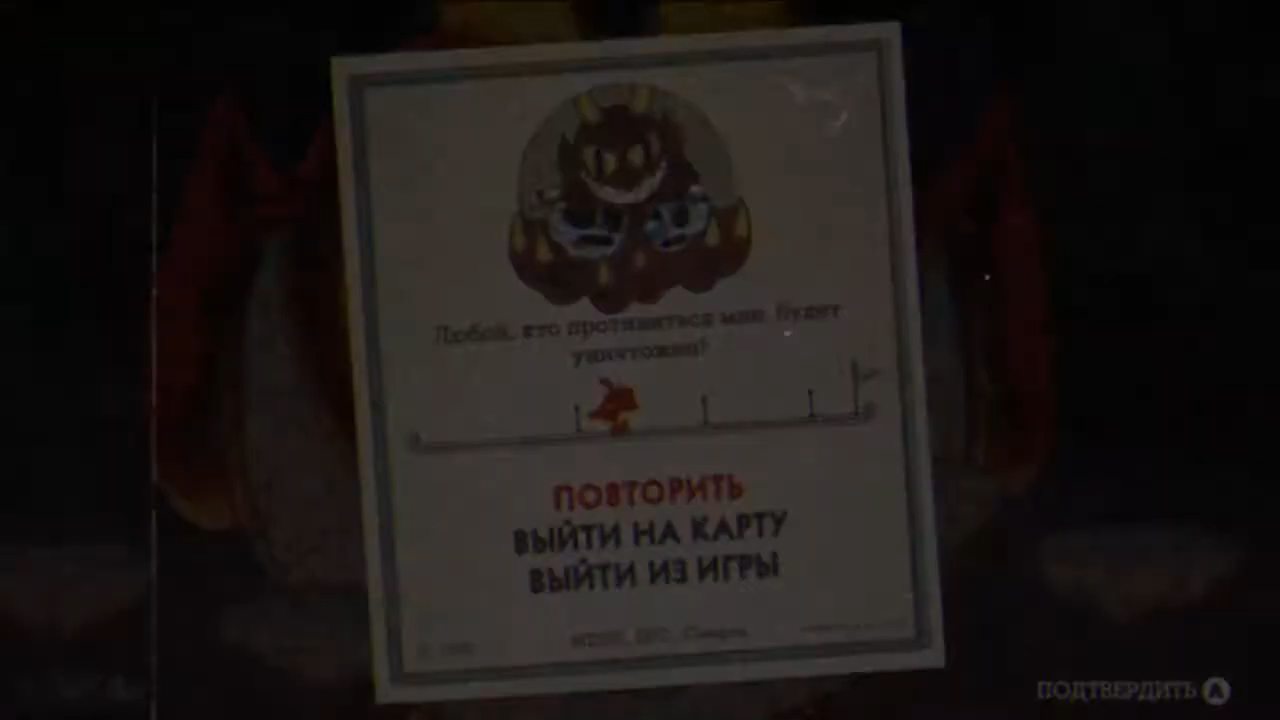 Любой, кто противится мне, будет
уничтожен!
ПОВТОРИТЬ
ВЫЙТИ НА КАРТУ
ВЫЙТИ ИЗ ИГРЫ
ПОДТВЕРДИТЬ A